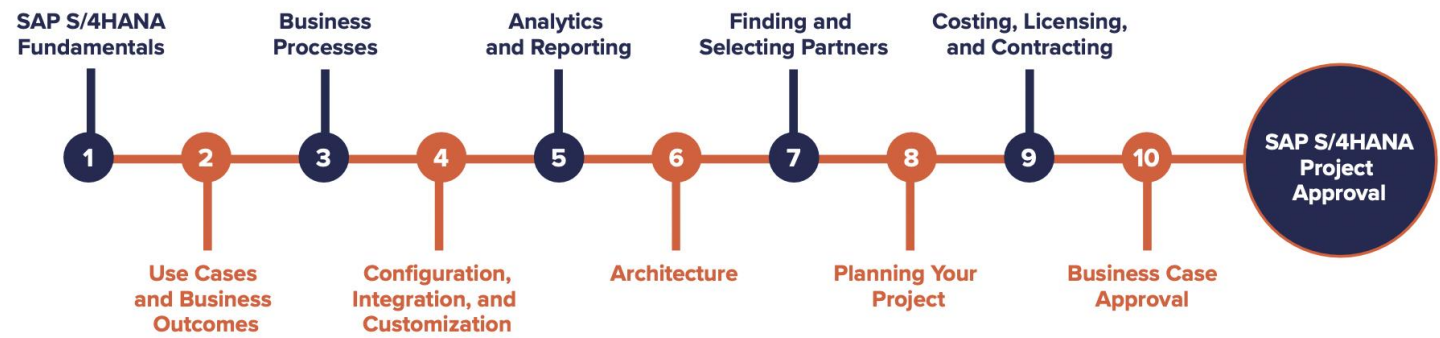 SAP S/4HANA
Fundamentals
Business
Processes
Analytics
and Reporting
Finding and
Selecting Partners
Costing, Licensing,
and Contracting
1
2
3
4
5
6
7
8
9
10
SAP S/4HANA
Project
Approval
Use Cases
and Business
Outcomes
Configuration,
Integration, and
Customization
Architecture
Planning Your
Project
Business Case
Approval